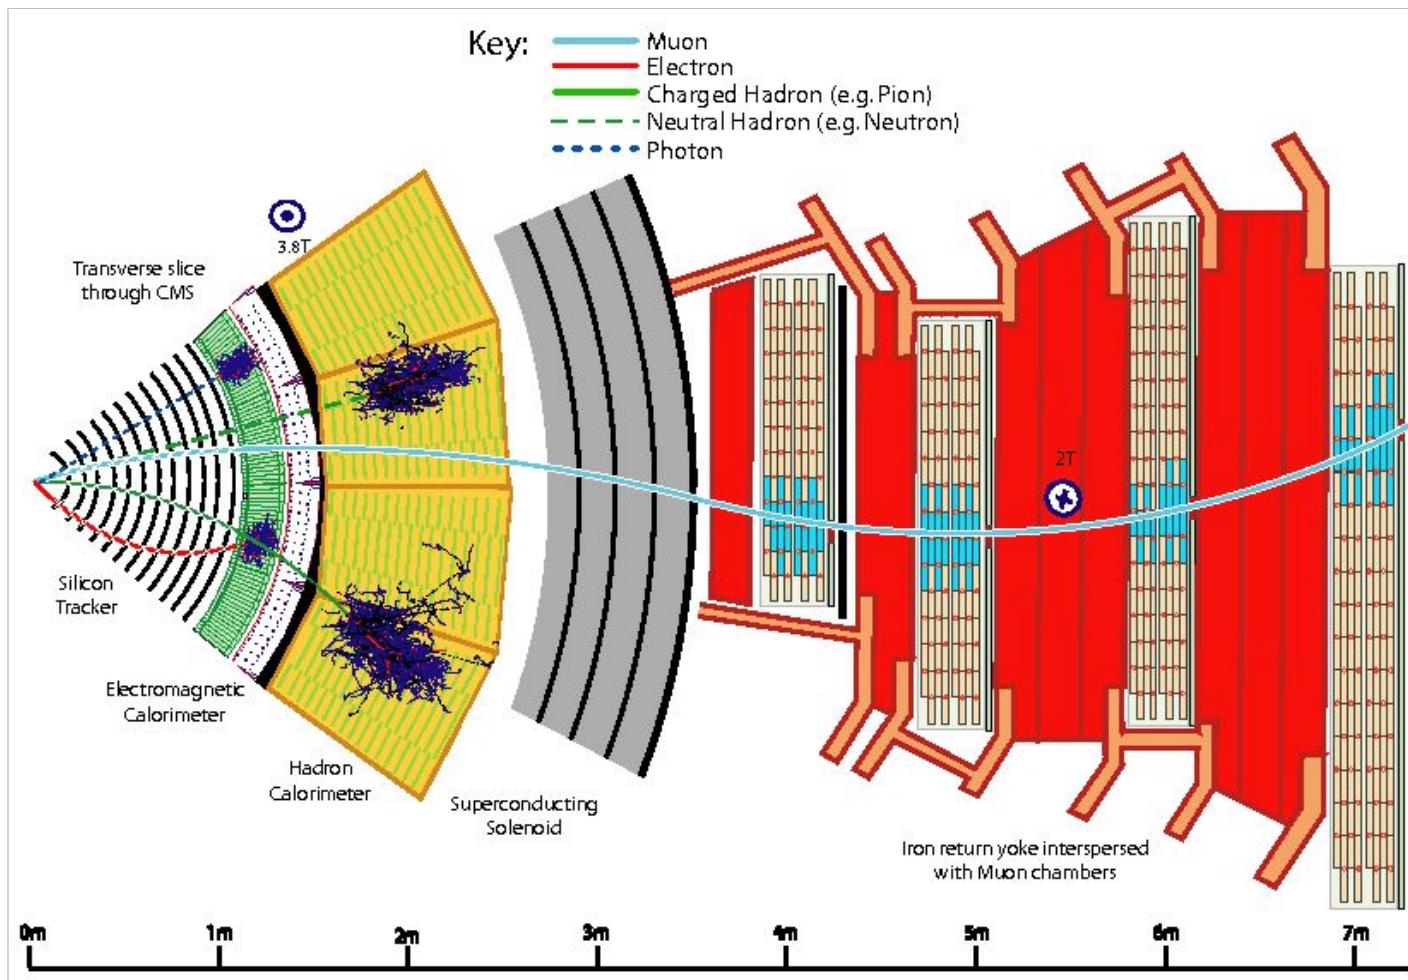 Key:
Muon
Electron
Charged Hadron (e.g. Pion)
Neutral Hadron (e.g. Neutron)
Photon
3.8T
Transverse slice
through CMS
2T
Silicon
Tracker
Electromagnetic
Calorimeter
Hadron
Calorimeter
Superconducting
Solenoid
Iron return yoke interspersed
with Muon chambers
0m 1m 2m 3m 4m 5m 6m 7m